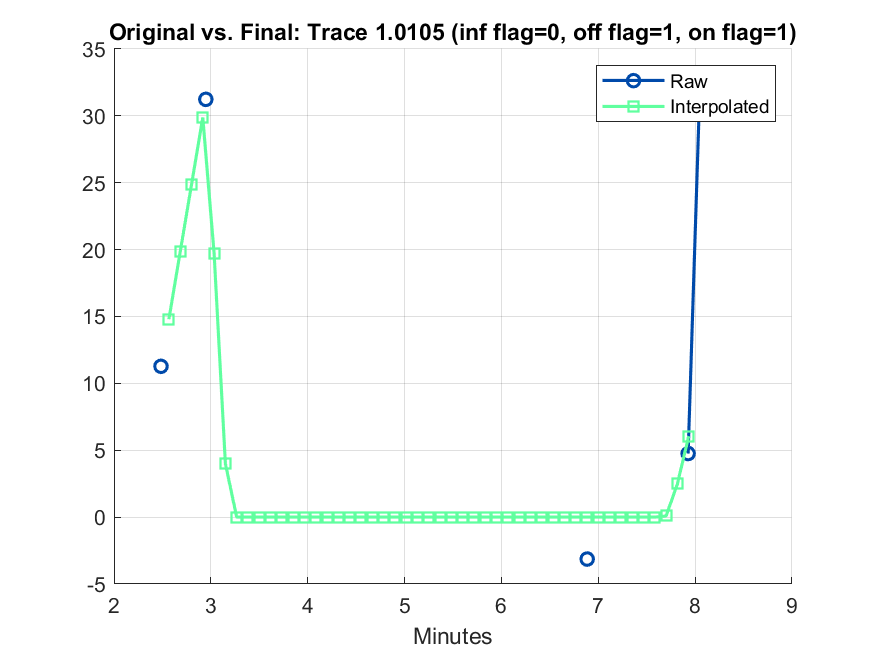 Original vs. Final: Trace 1.0105 (inf flag=0, off flag=1, on flag=1)
35
30
25
20
15
10
5
0
-5
Raw
Interpolated
2 3 4 5 6 7 8 9
Minutes